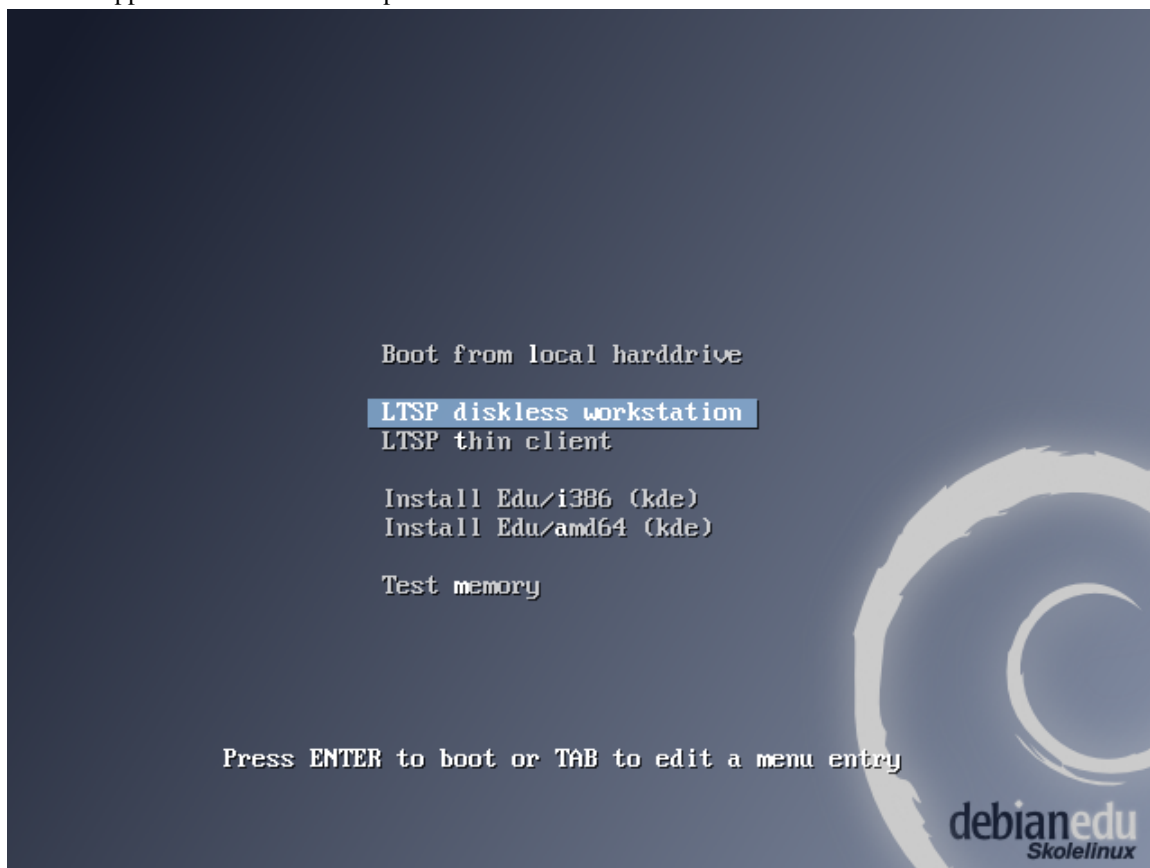 Boot from local harddrive
LTSP diskless workstation
LTSP thin client
Install Edu/i386 (kde)
Install Edu/amd64 (kde)
Test memory
Press ENTER to boot or TAB to edit a menu entry
debianedu
Skolelinux